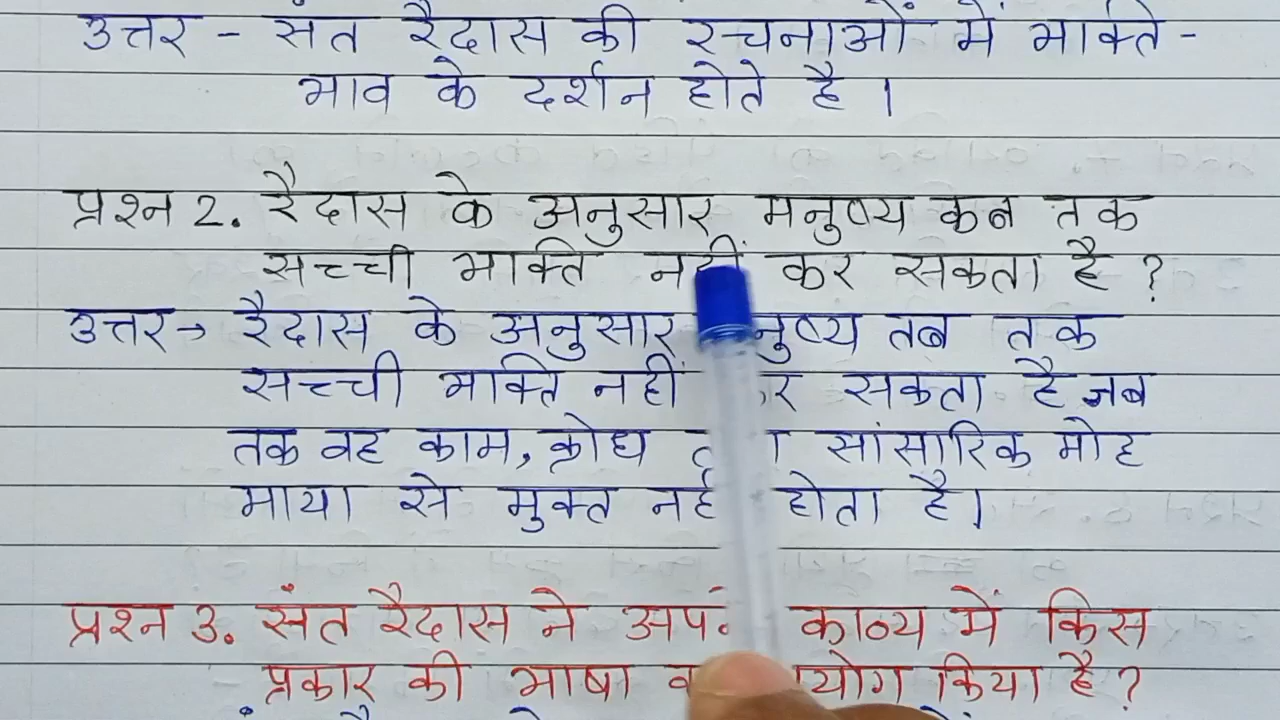 उत्तर - संत रैदास की रचनाओं में भक्ति-
भाव के दर्शन होते है।
प्रश्न 2. रैदास के अनुसार मनुष्य कब तक
सच्ची भक्ति नहीं कर सकता है ?
उत्तर→ रैदास के अनुसार तब तक
सच्ची भक्ति नहीं सकता है जब
तक वह काम, क्रोध सांसारिक मोह
माया से मुक्त होता है।
प्रश्न 3. संत रैदास ने काव्य में किस
प्रकार की भाषा किया है ?